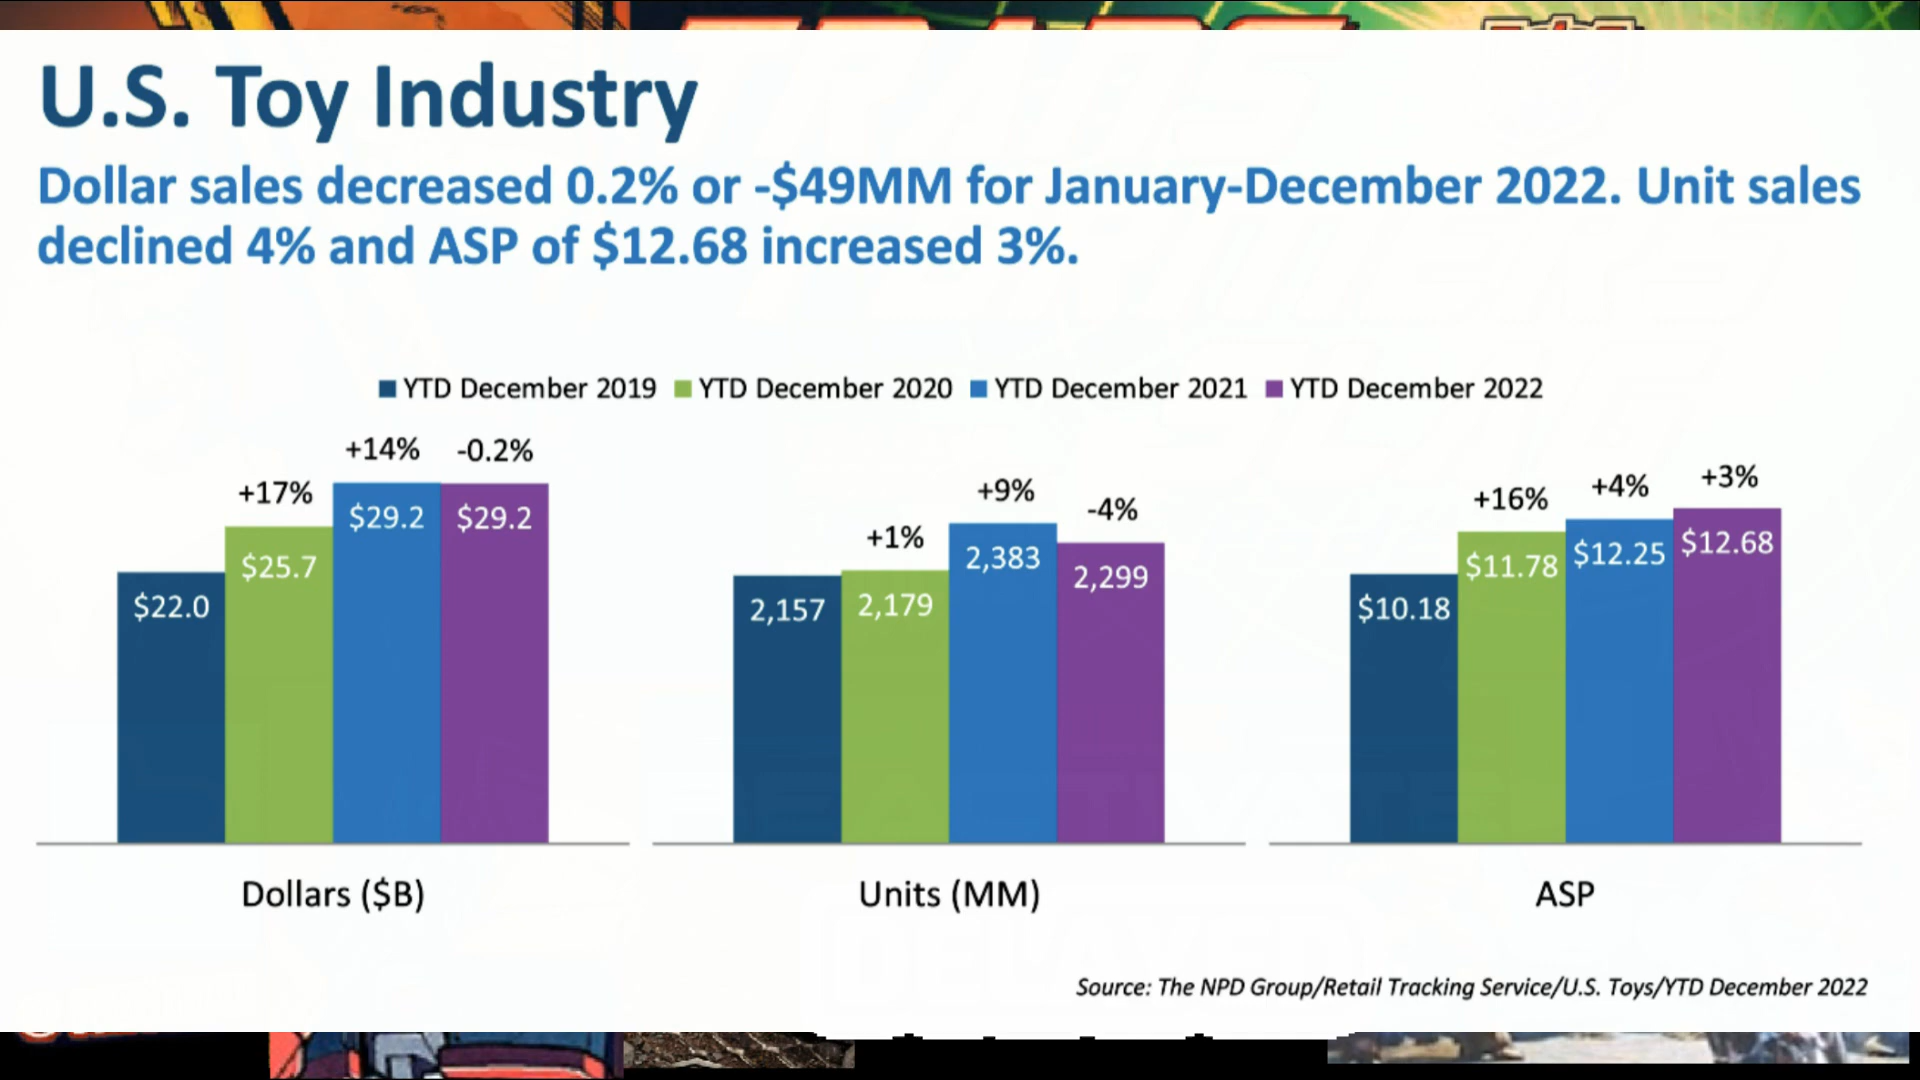 U.S. Toy Industry
Dollar sales decreased 0.2% or -$49MM for January-December 2022. Unit sales
declined 4% and ASP of $12.68 increased 3%.
YTD December 2019 YTD December 2020 YTD December 2021 YTD December 2022
+14% -0.2%
+17%
$29.2 $29.2
$25.7
$22.0
Dollars ($B)
+9%
-4%
+1%
2,383
2,299
2,157 2,179
Units (MM)
+3%
+4%
+16%
$12.68
$12.25
$11.78
$10.18
ASP
Source: The NPD Group/Retail Tracking Service/U.S. Toys/YTD December 2022